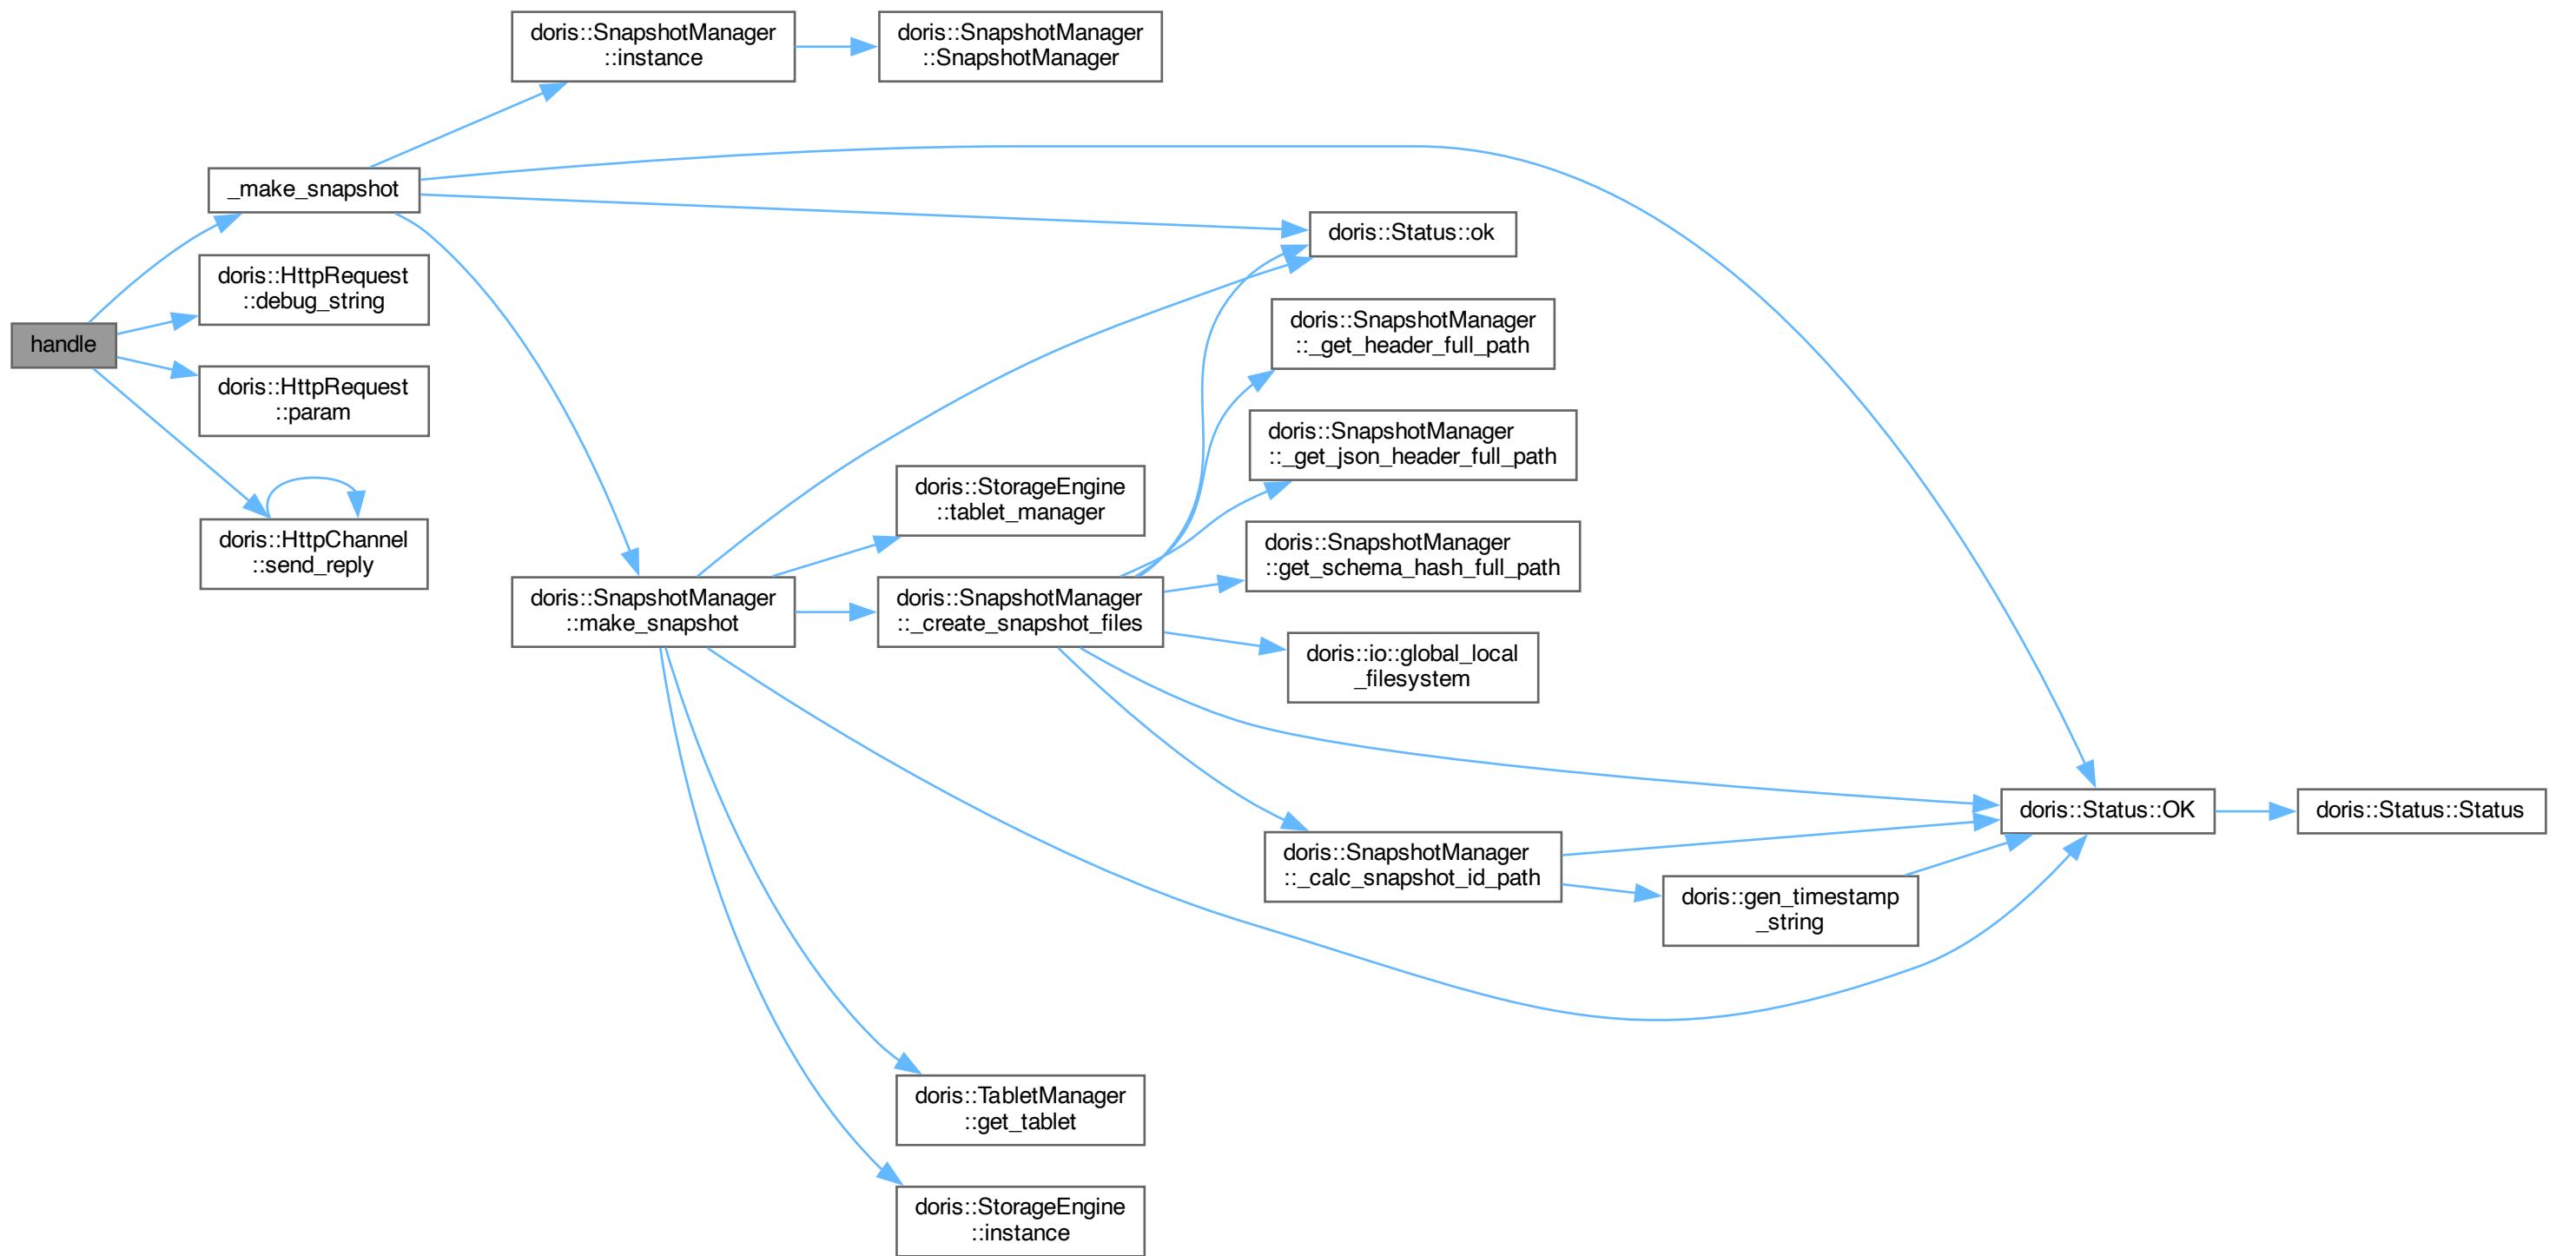 doris::SnapshotManager
::instance
doris::SnapshotManager
::SnapshotManager
_make_snapshot
doris::Status::ok
doris::HttpRequest
::debug_string
handle
doris::HttpRequest
::param
doris::HttpChannel
::send_reply
doris::SnapshotManager
::_get_header_full_path
doris::SnapshotManager
::_get_json_header_full_path
doris::StorageEngine
::tablet_manager
doris::SnapshotManager
::get_schema_hash_full_path
doris::SnapshotManager
::make_snapshot
doris::SnapshotManager
::_create_snapshot_files
doris::io::global_local
_filesystem
doris::Status::OK
doris::Status::Status
doris::SnapshotManager
::_calc_snapshot_id_path
doris::gen_timestamp
_string
doris::TabletManager
::get_tablet
doris::StorageEngine
::instance